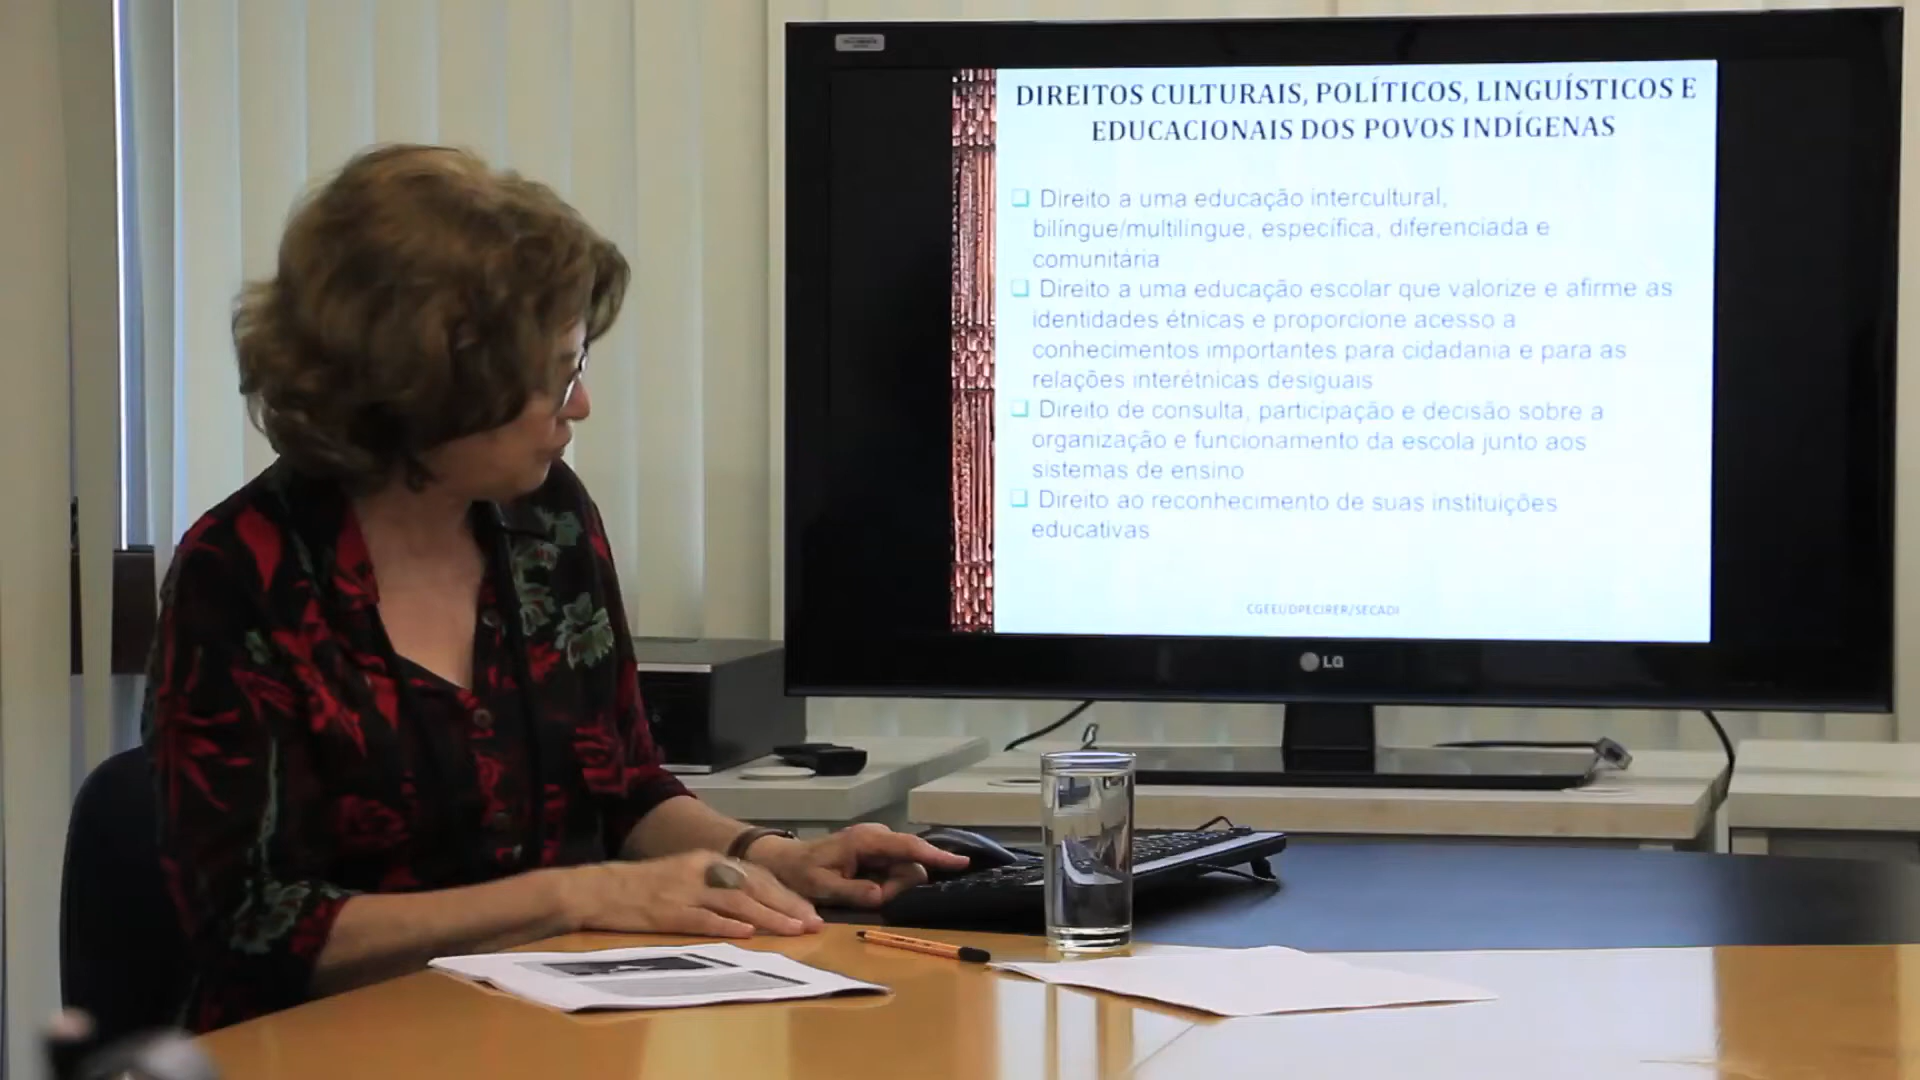 DIREITOS CULTURAIS, POLÍTICOS, LINGUÍSTICOS E
EDUCACIONAIS DOS POVOS INDÍGENAS
Direito a uma educação intercultural,
bilíngue/multilíngue, específica, diferenciada e
comunitária
Direito a uma educação escolar que valorize e afirme as
identidades étnicas e proporcione acesso a
conhecimentos importantes para cidadania e para as
relações interétnicas desiguais
Direito de consulta, participação e decisão sobre a
organização e funcionamento da escola junto aos
sistemas de ensino
Direito ao reconhecimento de suas instituições
educativas
CGEEI/DPECIRER/SECADI
LG